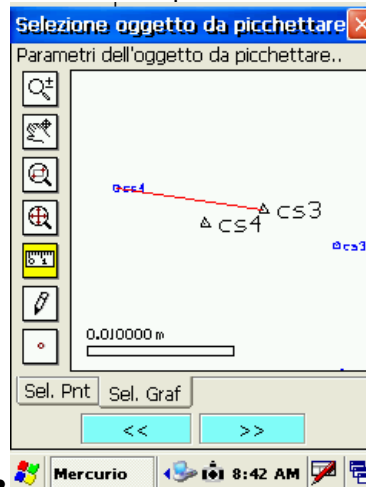 Selezione oggetto da picchettare
Parametri dell'oggetto da picchettare..
cs4
cs3
cs4
cs3
0.010000 m
Sel. Pnt Sel. Graf
<< >>
Mercurio 8:42 AM